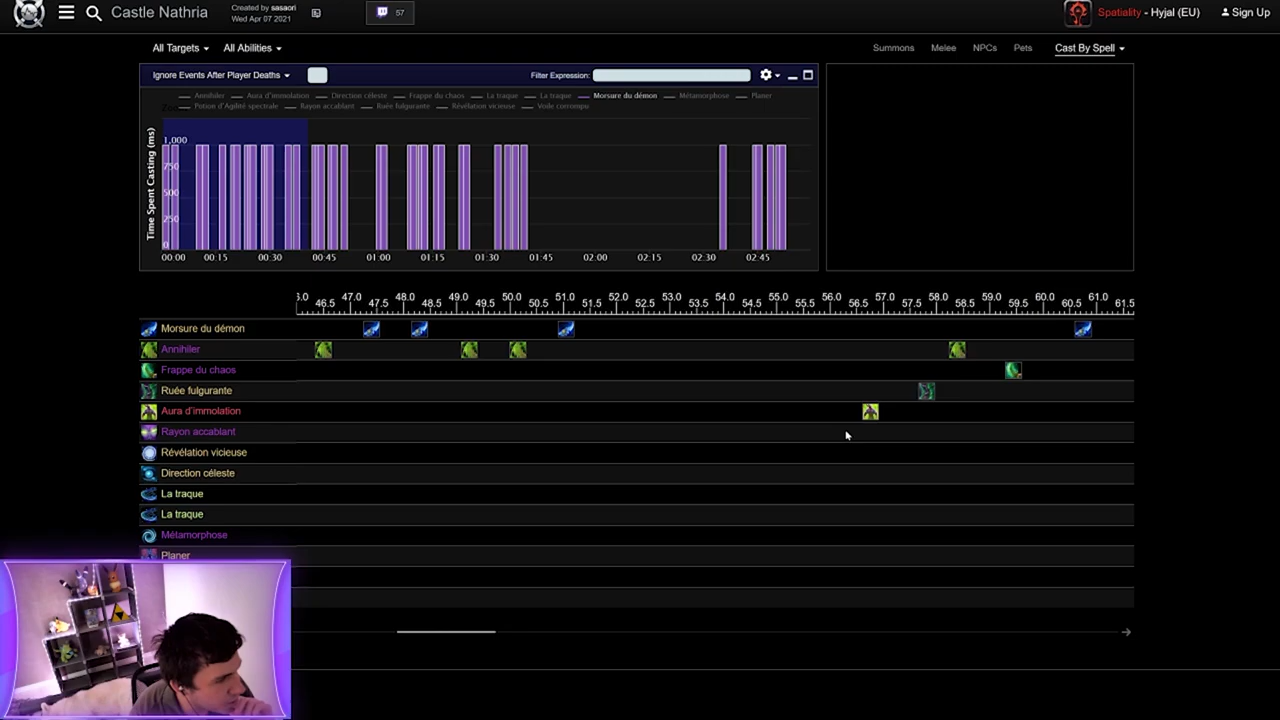 Castle Nathria
Created by sasaori
Wed Apr 07 2021
57
Spatiality - Hyjal (EU)
Sign Up
All Targets
All Abilities
Summons
Melee
NPCs
Pets
Cast By Spell
Ignore Events After Player Deaths
Filter Expression:
Annihiler
Aura d'immolation
Direction céleste
Frappe du chaos
La traque
La traque
Morsure du démon
Métamorphose
Planer
Potion d'Agilité spectrale
Rayon accablant
Ruée fulgurante
Révélation vicieuse
Voile corrompu
Time Spent Casting (ms)
1,000
750
500
250
0
00:00 00:15 00:30 00:45 01:00 01:15 01:30 01:45 02:00 02:15 02:30 02:45
6.0 46.5 47.0 47.5 48.0 48.5 49.0 49.5 50.0 50.5 51.0 51.5 52.0 52.5 53.0 53.5 54.0 54.5 55.0 55.5 56.0 56.5 57.0 57.5 58.0 58.5 59.0 59.5 60.0 60.5 61.0 61.5
Morsure du démon
Annihiler
Frappe du chaos
Ruée fulgurante
Aura d'immolation
Rayon accablant
Révélation vicieuse
Direction céleste
La traque
La traque
Métamorphose
Planer